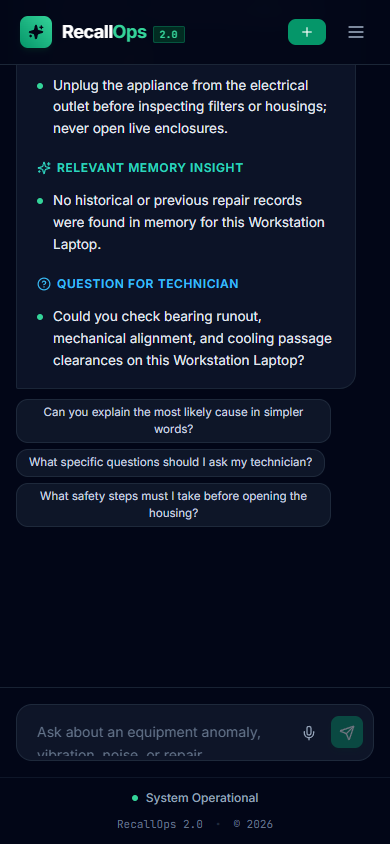 RecallOps 2.0
Unplug the appliance from the electrical
outlet before inspecting filters or housings;
never open live enclosures.
RELEVANT MEMORY INSIGHT
No historical or previous repair records
were found in memory for this Workstation
Laptop.
QUESTION FOR TECHNICIAN
Could you check bearing runout,
mechanical alignment, and cooling passage
clearances on this Workstation Laptop?
Can you explain the most likely cause in simpler
words?
What specific questions should I ask my technician?
What safety steps must I take before opening the
housing?
Ask about an equipment anomaly,
vibration, noise, or repair
System Operational
RecallOps 2.0 · © 2026